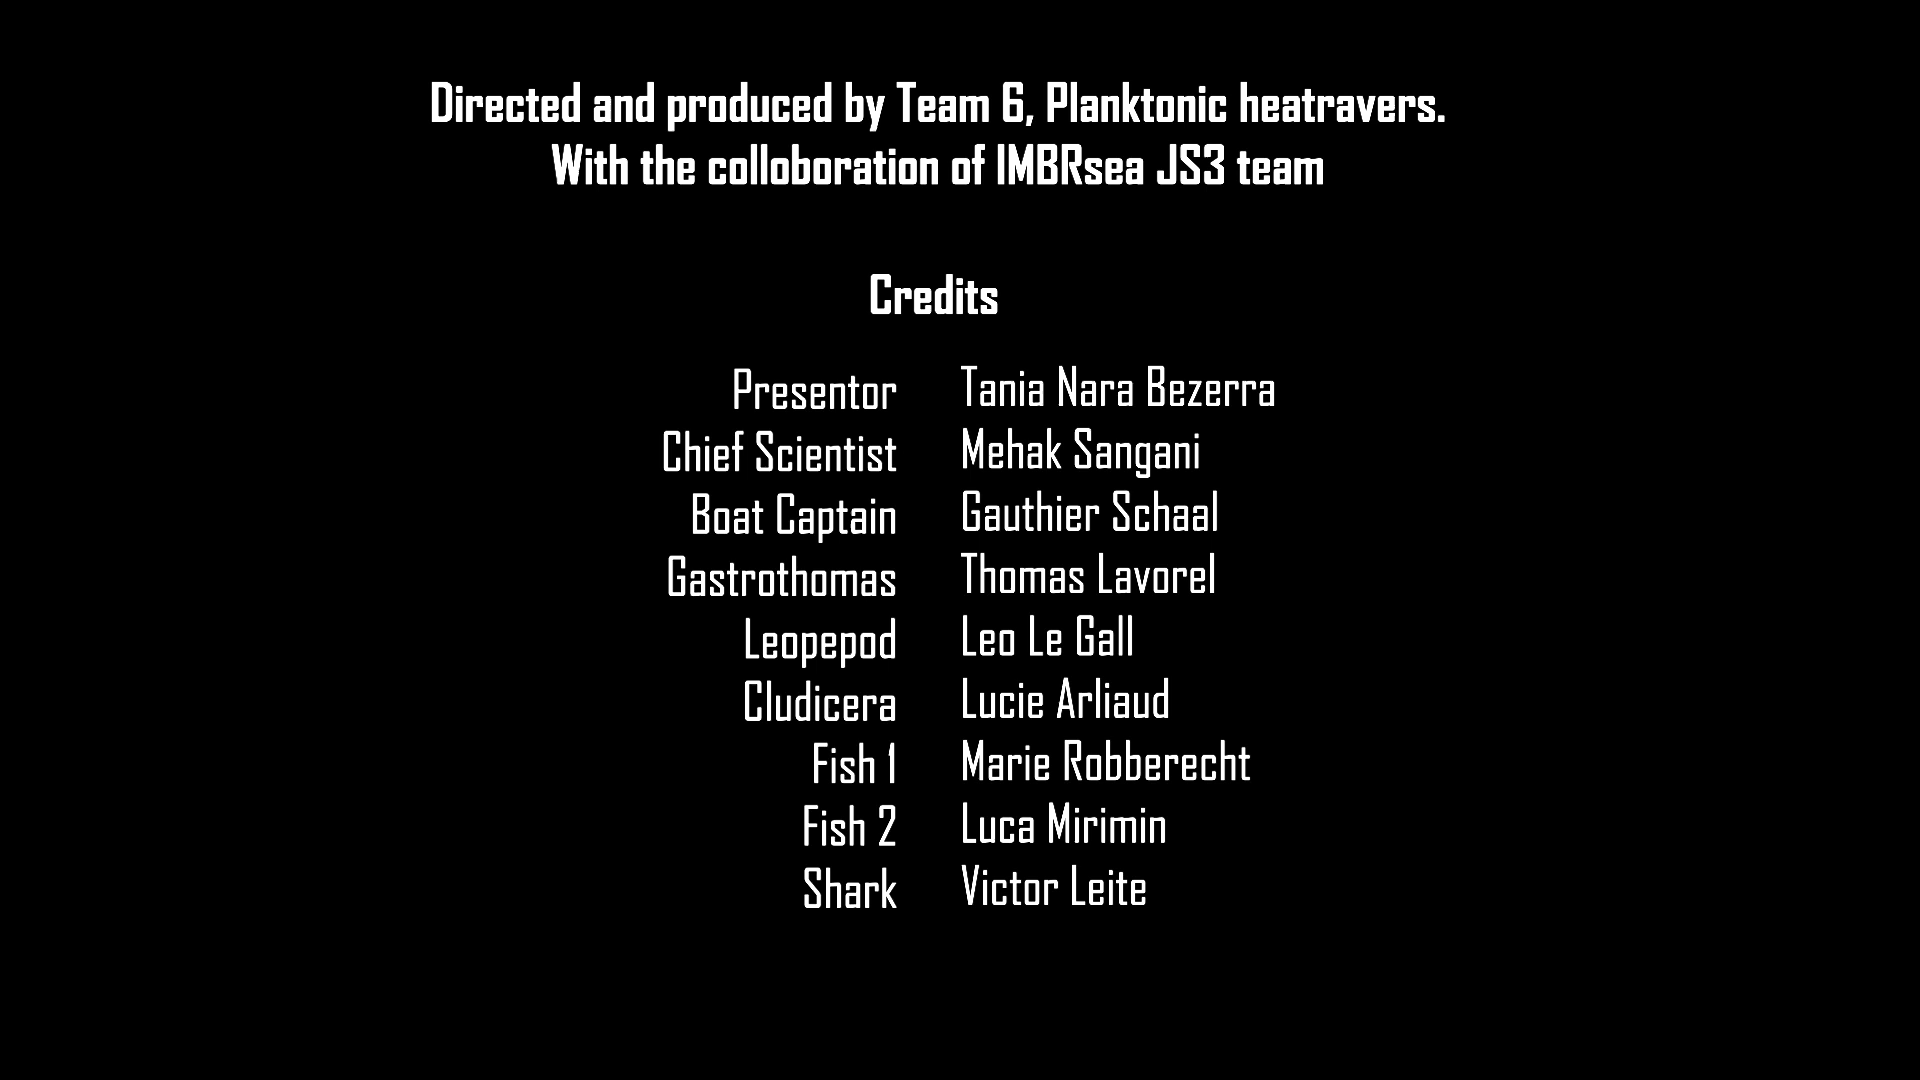 Directed and produced by Team 6, Planktonic heatravers.
With the colloboration of IMBRsea JS3 team
Credits
Presentor Tania Nara Bezerra
Chief Scientist Mehak Sangani
Boat Captain Gauthier Schaal
Gastrothomas Thomas Lavorel
Leopepod Leo Le Gall
Cludicera Lucie Arliaud
Fish 1 Marie Robberecht
Fish 2 Luca Mirimin
Shark Victor Leite